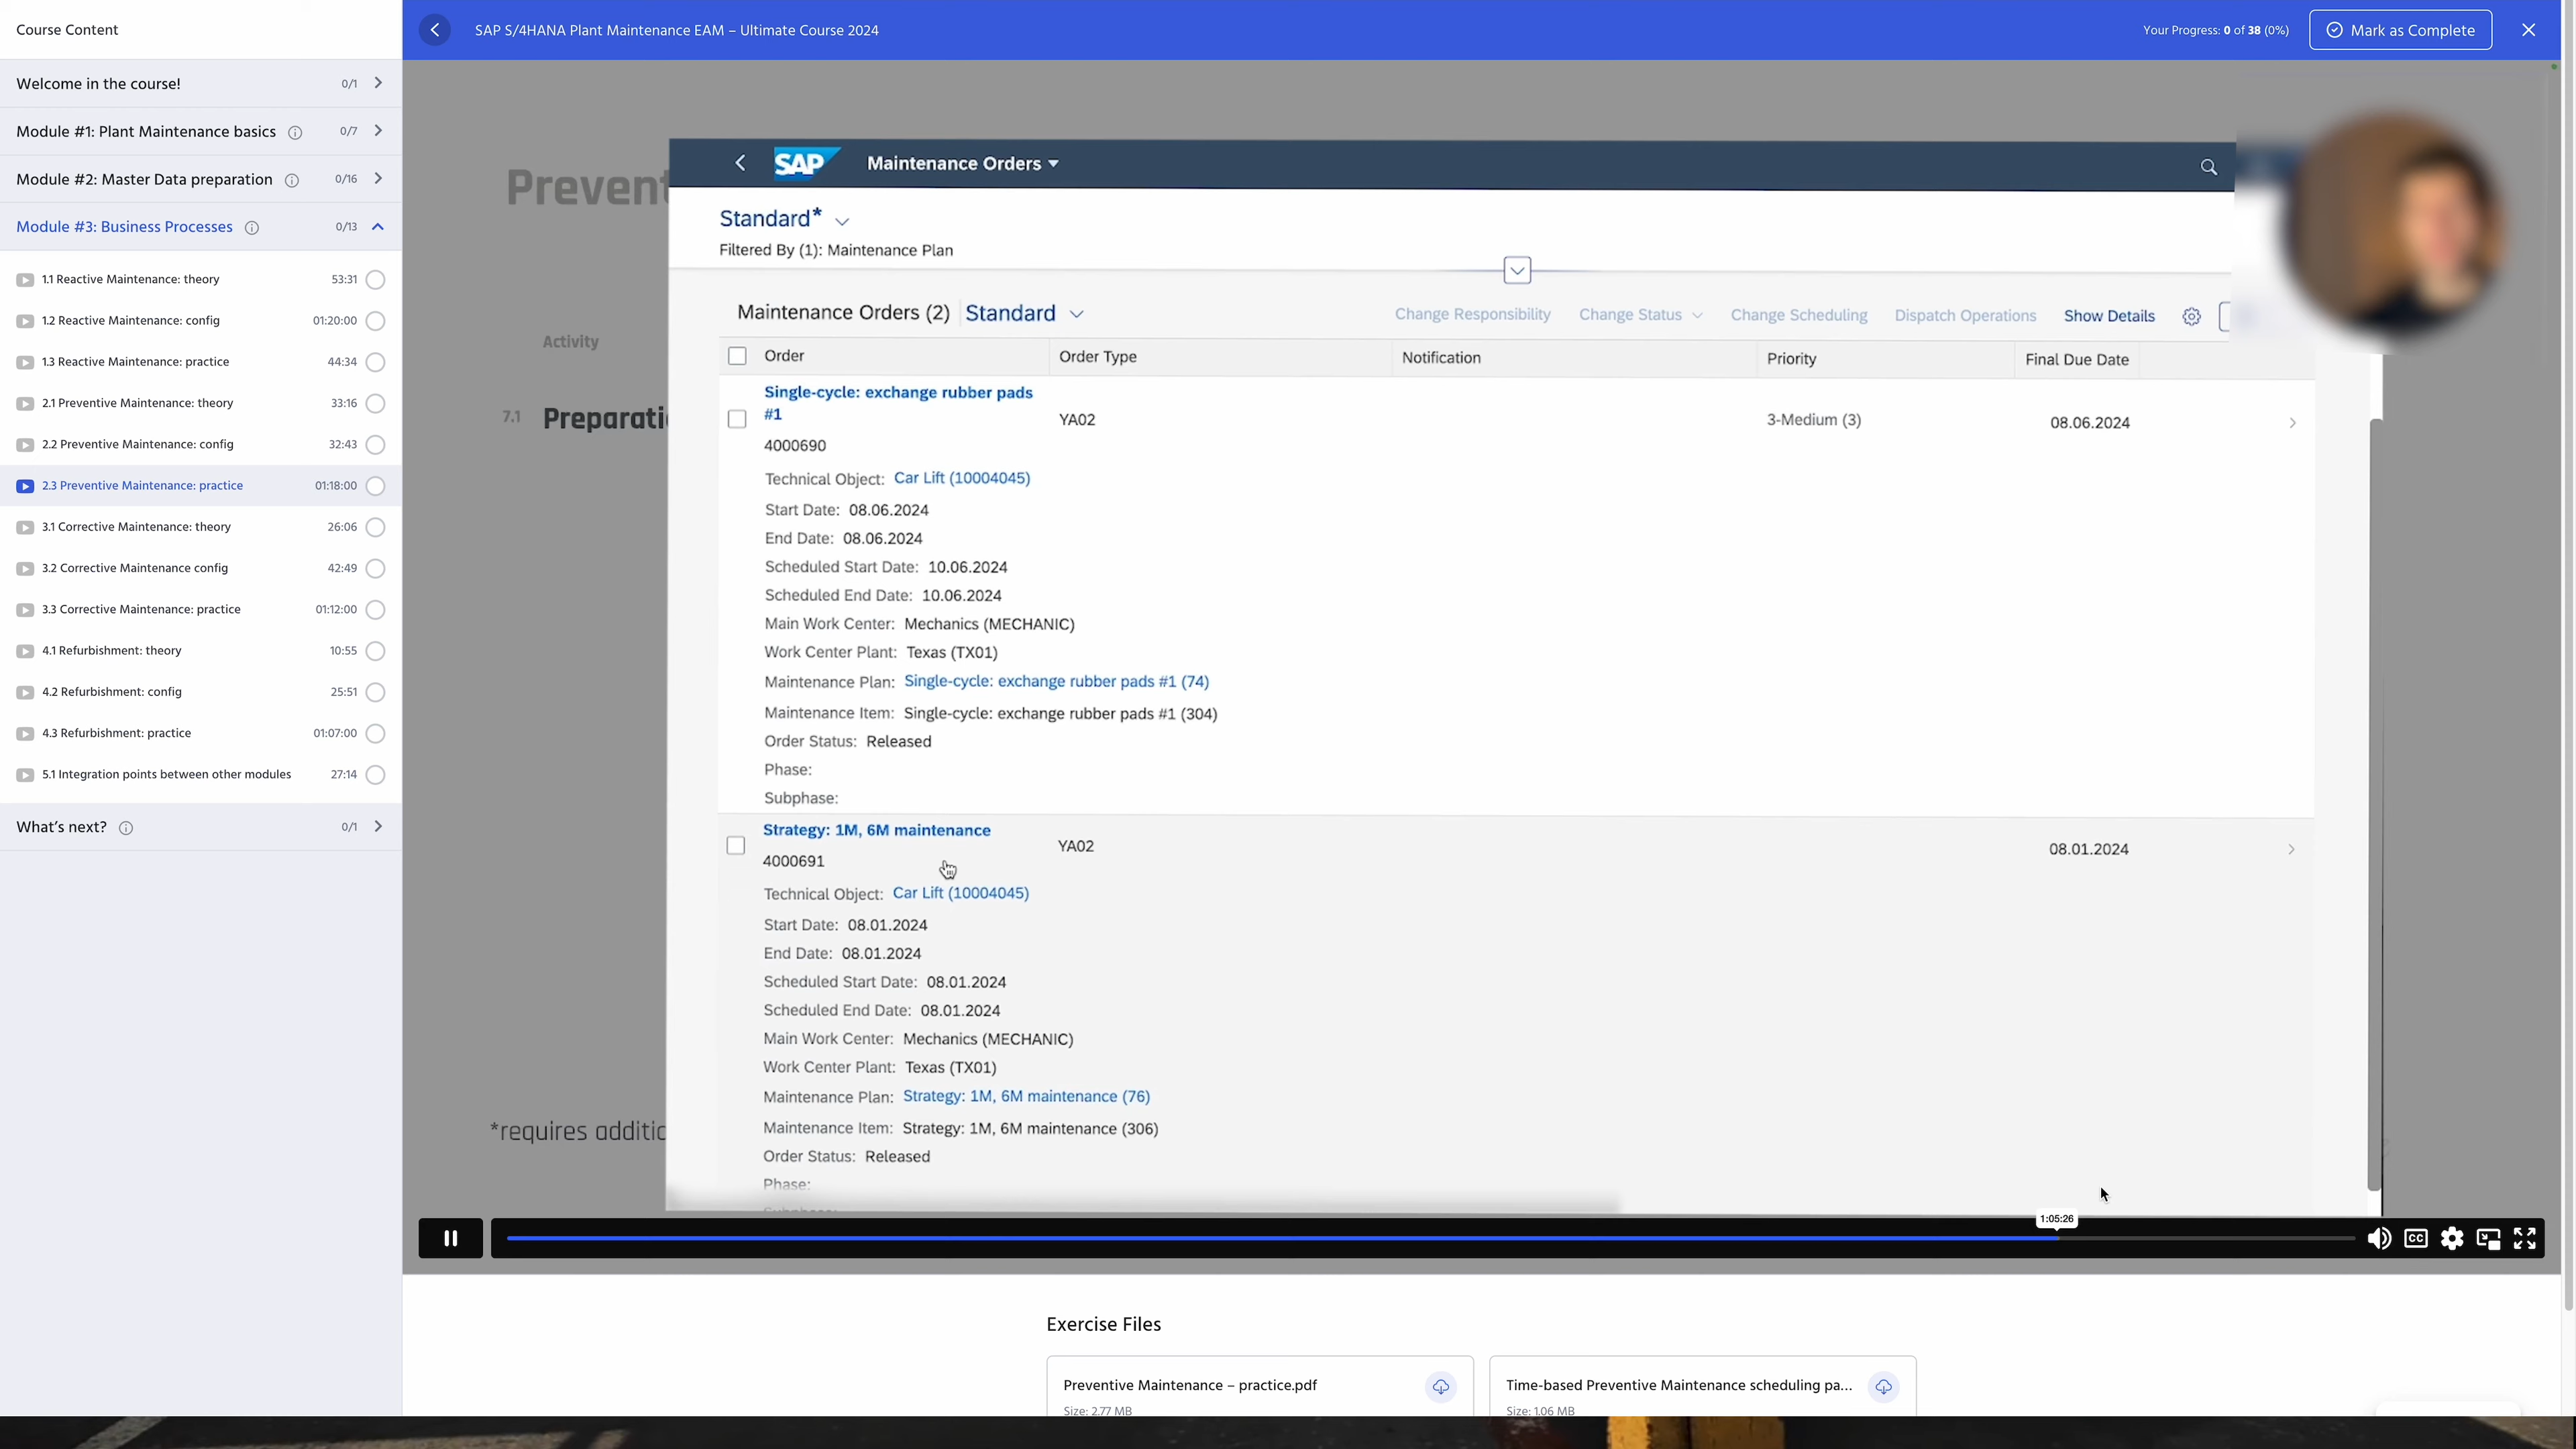 Course Content
SAP S/4HANA Plant Maintenance EAM – Ultimate Course 2024
Your Progress: 0 of 38 (0%)
Mark as Complete
Welcome in the course!
0/1
Module #1: Plant Maintenance basics
0/7
Module #2: Master Data preparation
0/16
Module #3: Business Processes
0/13
1.1 Reactive Maintenance: theory
53:31
1.2 Reactive Maintenance: config
01:20:00
1.3 Reactive Maintenance: practice
44:34
2.1 Preventive Maintenance: theory
33:16
2.2 Preventive Maintenance: config
32:43
2.3 Preventive Maintenance: practice
01:18:00
3.1 Corrective Maintenance: theory
26:06
3.2 Corrective Maintenance config
42:49
3.3 Corrective Maintenance: practice
01:12:00
4.1 Refurbishment: theory
10:55
4.2 Refurbishment: config
25:51
4.3 Refurbishment: practice
01:07:00
5.1 Integration points between other modules
27:14
What's next?
0/1
Prevent
Activity
7.1 Preparati
*requires additio
SAP
Maintenance Orders
Standard*
Filtered By (1): Maintenance Plan
Maintenance Orders (2) Standard
Change Responsibility Change Status Change Scheduling Dispatch Operations Show Details
Order Order Type Notification Priority Final Due Date
Single-cycle: exchange rubber pads
#1
YA02 3-Medium (3) 08.06.2024
4000690
Technical Object: Car Lift (10004045)
Start Date: 08.06.2024
End Date: 08.06.2024
Scheduled Start Date: 10.06.2024
Scheduled End Date: 10.06.2024
Main Work Center: Mechanics (MECHANIC)
Work Center Plant: Texas (TX01)
Maintenance Plan: Single-cycle: exchange rubber pads #1 (74)
Maintenance Item: Single-cycle: exchange rubber pads #1 (304)
Order Status: Released
Phase:
Subphase:
Strategy: 1M, 6M maintenance
YA02 08.01.2024
4000691
Technical Object: Car Lift (10004045)
Start Date: 08.01.2024
End Date: 08.01.2024
Scheduled Start Date: 08.01.2024
Scheduled End Date: 08.01.2024
Main Work Center: Mechanics (MECHANIC)
Work Center Plant: Texas (TX01)
Maintenance Plan: Strategy: 1M, 6M maintenance (76)
Maintenance Item: Strategy: 1M, 6M maintenance (306)
Order Status: Released
Phase:
1:05:26
CC
Exercise Files
Preventive Maintenance – practice.pdf
Size: 2.77 MB
Time-based Preventive Maintenance scheduling pa...
Size: 1.06 MB